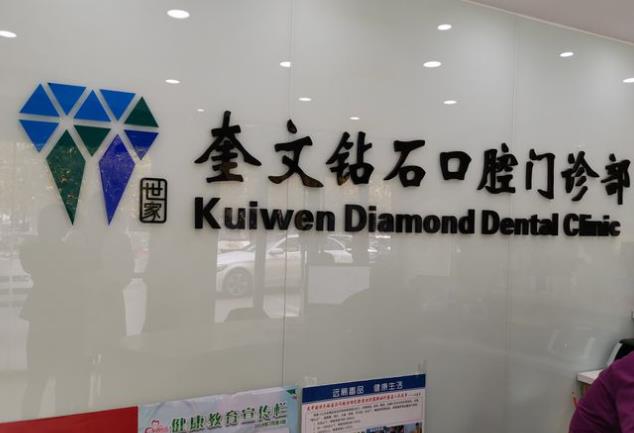 奎文钻石口腔门诊部
世家
Kuiwen Diamond Dental Clinic
远离毒品 健康生活
健康教育宣传栏